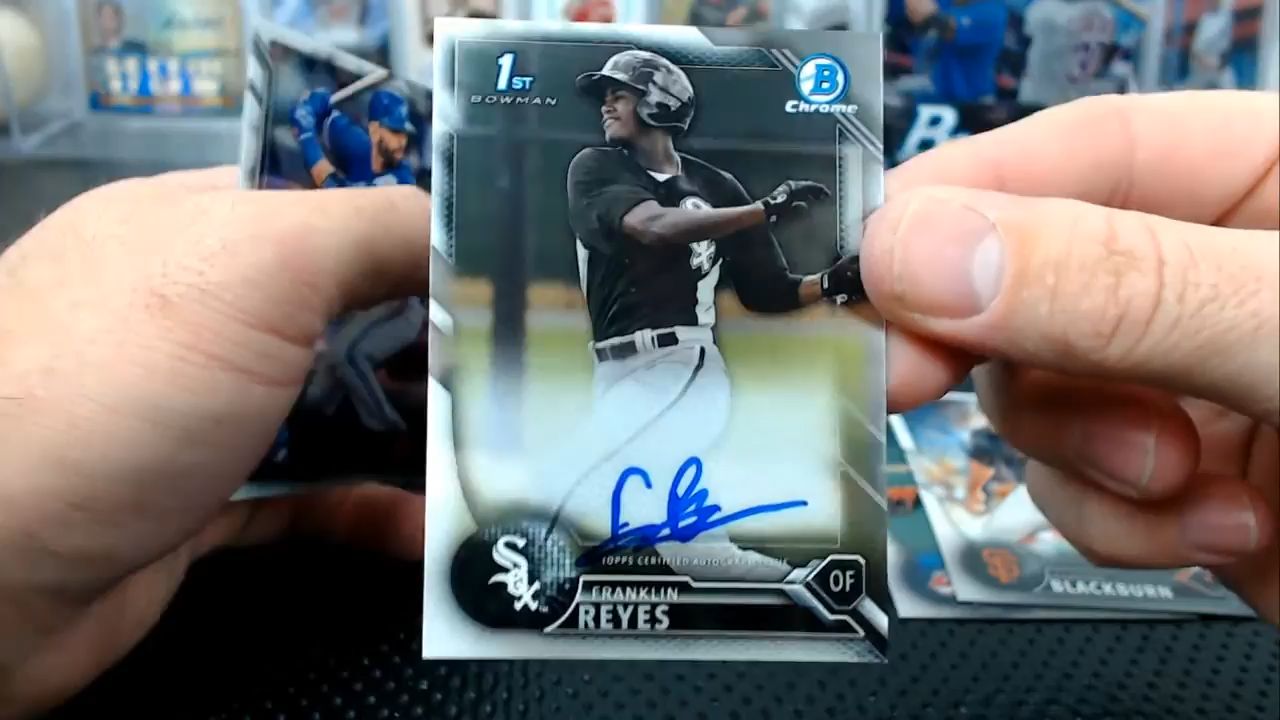 1ST
BOWMAN
B
Chrome
B
Sox
TOPPS CERTIFIED AUTOGRAPH ISSUE
FRANKLIN
REYES
OF
BLACKBURN